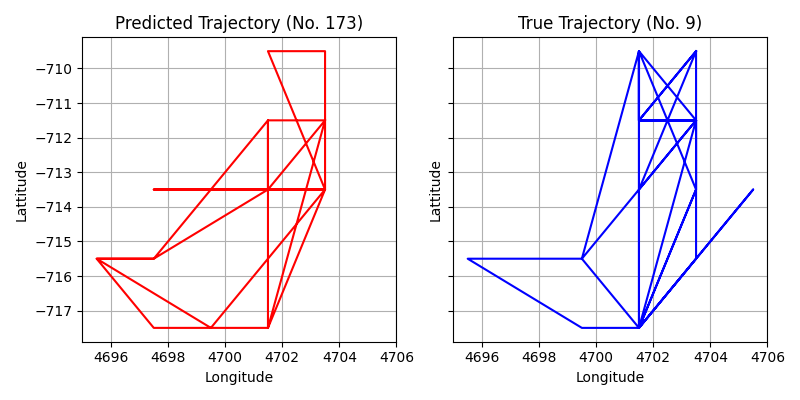 Predicted Trajectory (No. 173)
True Trajectory (No. 9)
−710
−711
−712
−713
−714
−715
−716
−717
Lattitude
Lattitude
4696 4698 4700 4702 4704 4706
4696 4698 4700 4702 4704 4706
Longitude
Longitude